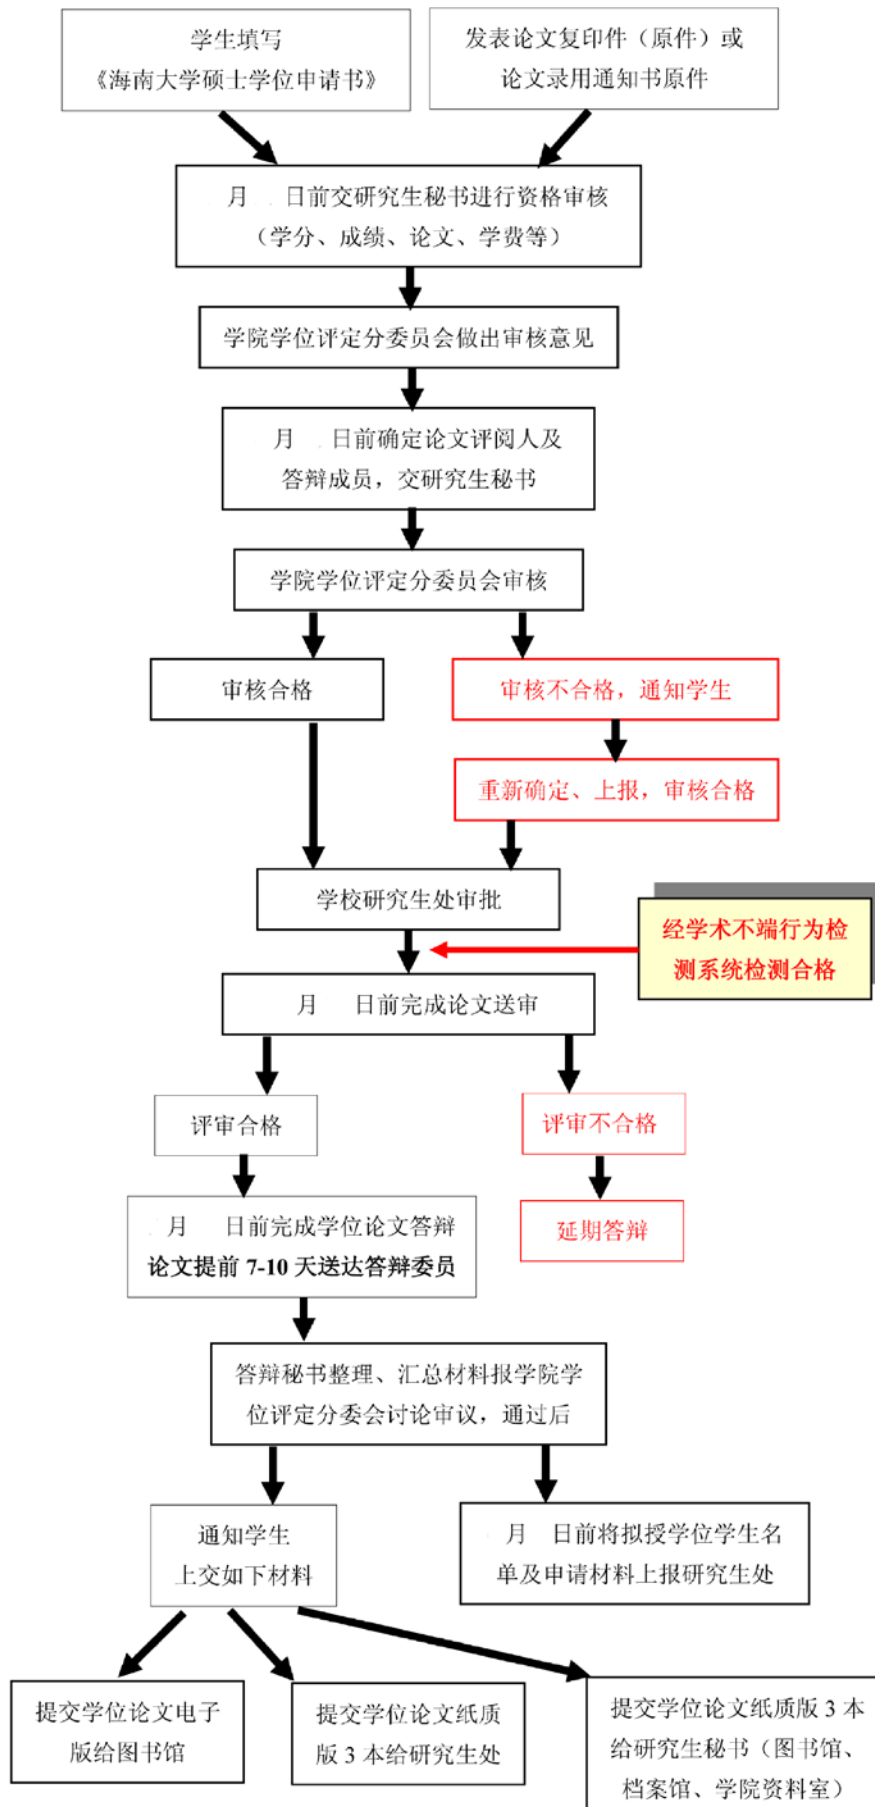 学生填写
《海南大学硕士学位申请书》
发表论文复印件（原件）或
论文录用通知书原件
月 日前交研究生秘书进行资格审核
（学分、成绩、论文、学费等）
学院学位评定分委员会做出审核意见
月 日前确定论文评阅人及
答辩成员，交研究生秘书
学院学位评定分委员会审核
审核合格
审核不合格，通知学生
重新确定、上报，审核合格
学校研究生处审批
经学术不端行为检
测系统检测合格
月 日前完成论文送审
评审合格
评审不合格
月 日前完成学位论文答辩
论文提前 7-10 天送达答辩委员
延期答辩
答辩秘书整理、汇总材料报学院学
位评定分委会讨论审议，通过后
通知学生
上交如下材料
月 日前将拟授学位学生名
单及申请材料上报研究生处
提交学位论文电子
版给图书馆
提交学位论文纸质
版 3 本给研究生处
提交学位论文纸质版 3 本
给研究生秘书（图书馆、
档案馆、学院资料室）